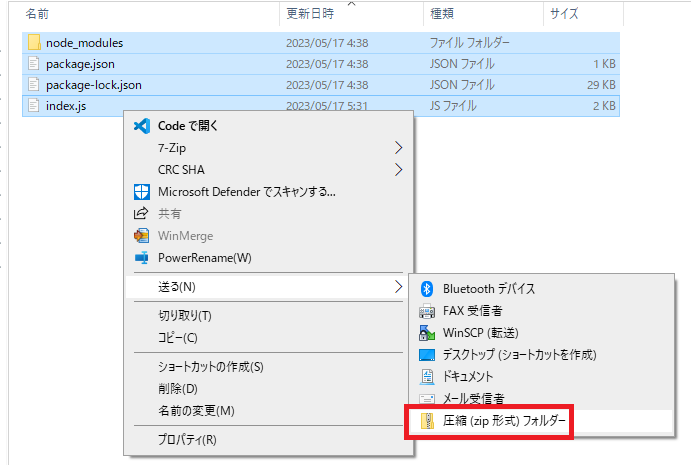 名前 更新日時 種類 サイズ
node_modules 2023/05/17 4:38 ファイル フォルダー
package.json 2023/05/17 4:38 JSON ファイル 1 KB
package-lock.json 2023/05/17 4:38 JSON ファイル 29 KB
index.js 2023/05/17 5:31 JS ファイル 2 KB
Code で開く
7-Zip
CRC SHA
Microsoft Defender でスキャンする...
共有
WinMerge
PowerRename(W)
送る(N)
切り取り(T)
コピー(C)
ショートカットの作成(S)
削除(D)
名前の変更(M)
プロパティ(R)
Bluetooth デバイス
FAX 受信者
WinSCP (転送)
デスクトップ (ショートカットを作成)
ドキュメント
メール受信者
圧縮 (zip 形式) フォルダー